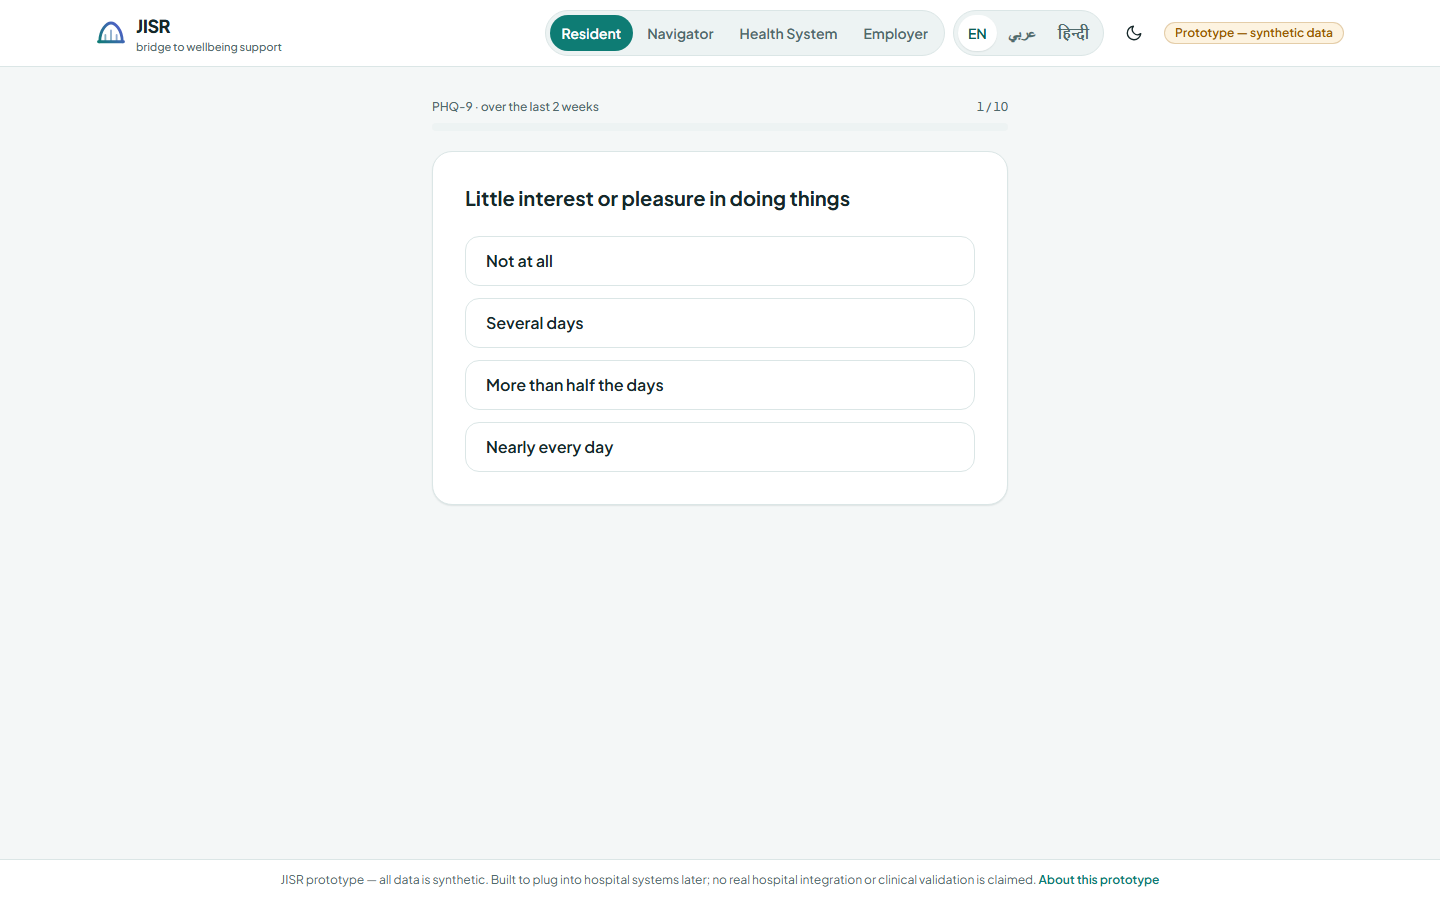 JISR
bridge to wellbeing support
Resident
Navigator
Health System
Employer
EN
عربي
हिन्दी
Prototype — synthetic data
PHQ-9 · over the last 2 weeks
1 / 10
Little interest or pleasure in doing things
Not at all
Several days
More than half the days
Nearly every day
JISR prototype — all data is synthetic. Built to plug into hospital systems later; no real hospital integration or clinical validation is claimed. About this prototype